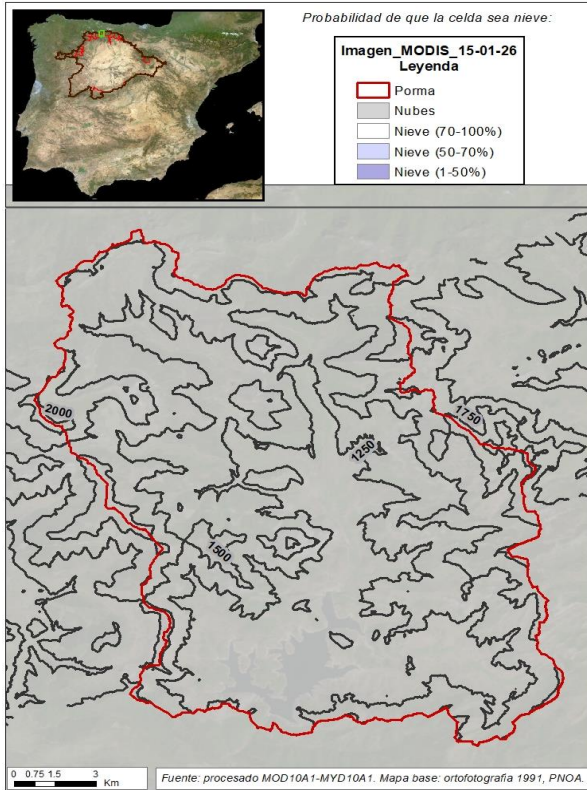 Probabilidad de que la celda sea nieve:
Imagen_MODIS_15-01-26
Leyenda
Porma
Nubes
Nieve (70-100%)
Nieve (50-70%)
Nieve (1-50%)
2000
1750
1250
1500
0 0.75 1.5 3
Km
Fuente: procesado MOD10A1-MYD10A1. Mapa base: ortofotografia 1991, PNOA.